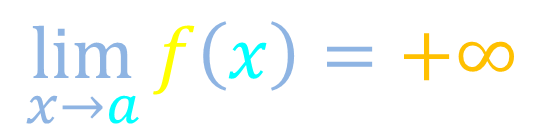 lim f(x) = +∞
x→a